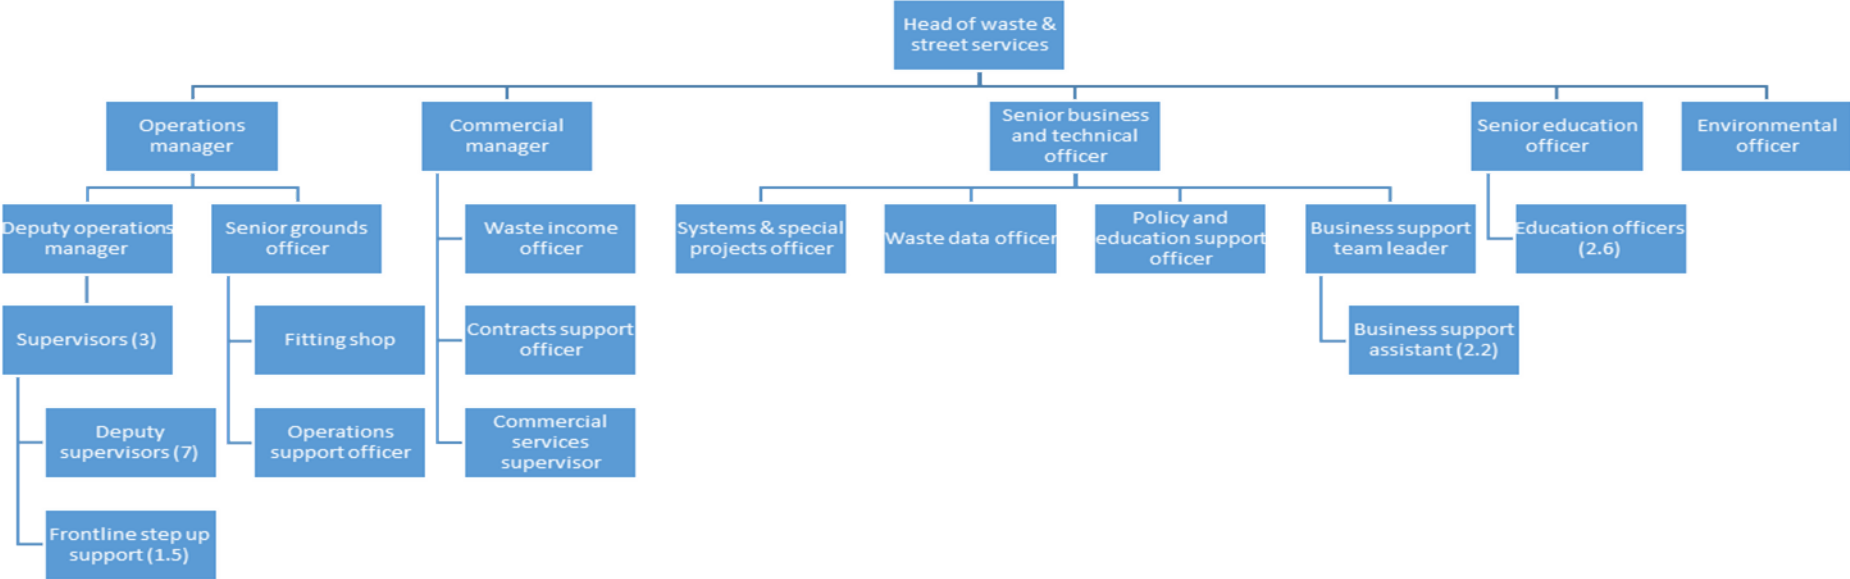 Head of waste &
street services
Operations
manager
Commercial
manager
Senior business
and technical
officer
Senior education
officer
Environmental
officer
Deputy operations
manager
Senior grounds
officer
Waste income
officer
Systems & special
projects officer
Waste data officer
Policy and
education support
officer
Business support
team leader
Education officers
(2.6)
Supervisors (3)
Fitting shop
Contracts support
officer
Business support
assistant (2.2)
Deputy
supervisors (7)
Operations
support officer
Commercial
services
supervisor
Frontline step up
support (1.5)